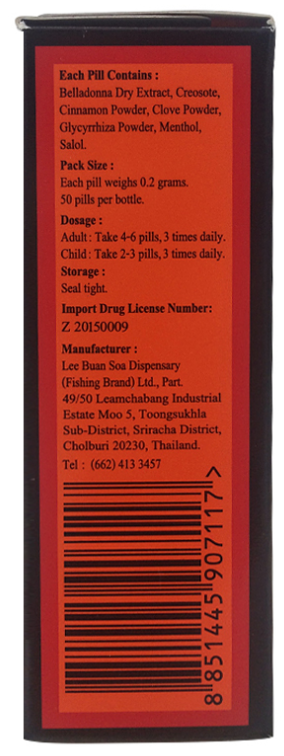 Each Pill Contains :
Belladonna Dry Extract, Creosote,
Cinnamon Powder, Clove Powder,
Glycyrrhiza Powder, Menthol,
Salol.
Pack Size :
Each pill weighs 0.2 grams.
50 pills per bottle.
Dosage :
Adult : Take 4-6 pills, 3 times daily.
Child : Take 2-3 pills, 3 times daily.
Storage :
Seal tight.
Import Drug License Number:
Z 20150009
Manufacturer :
Lee Buan Soa Dispensary
(Fishing Brand) Ltd., Part.
49/50 Leamchabang Industrial
Estate Moo 5, Toongsukhla
Sub-District, Sriracha District,
Cholburi 20230, Thailand.
Tel : (662) 413 3457
8 851445 907117 >